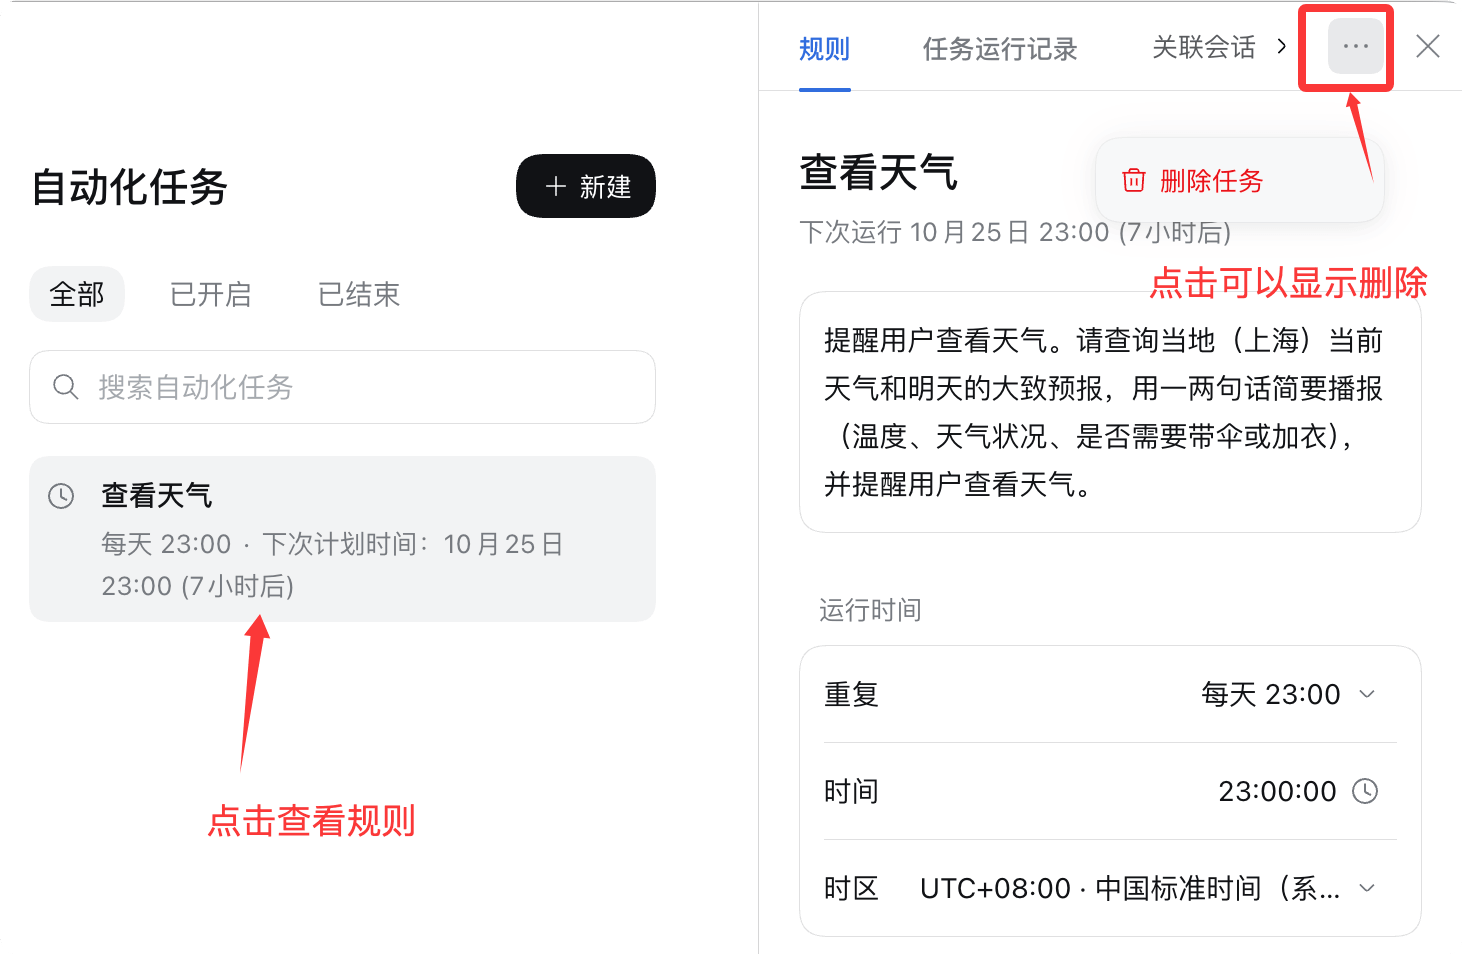 自动化任务
+ 新建
全部
已开启
已结束
搜索自动化任务
查看天气
每天 23:00 · 下次计划时间：10月25日
23:00 (7小时后)
点击查看规则
规则
任务运行记录
关联会话 >
···
查看天气
删除任务
下次运行 10月25日 23:00 (7小时后)
点击可以显示删除
提醒用户查看天气。请查询当地（上海）当前
天气和明天的大致预报，用一两句话简要播报
（温度、天气状况、是否需要带伞或加衣），
并提醒用户查看天气。
运行时间
重复
每天 23:00
时间
23:00:00
时区
UTC+08:00 · 中国标准时间（系...